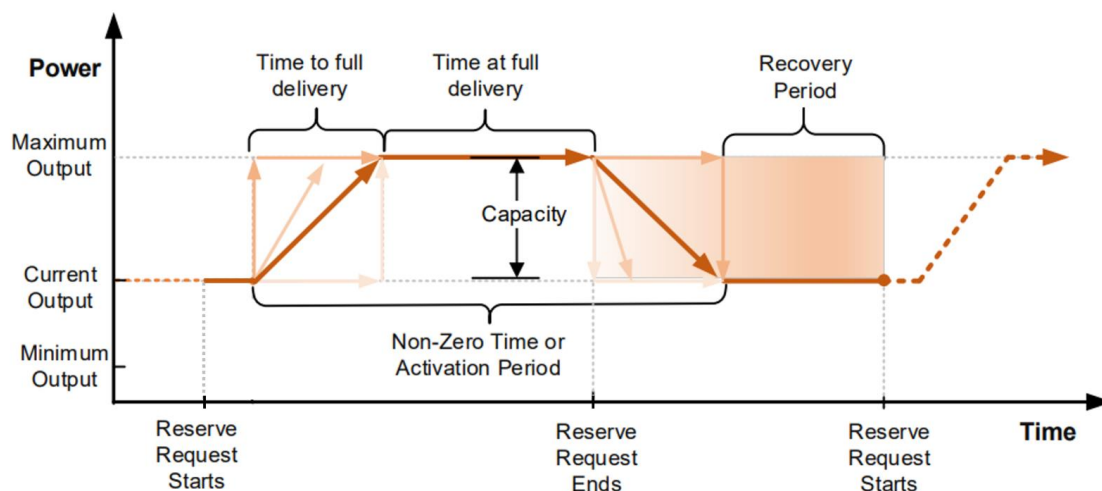 Power
Time to full
delivery
Time at full
delivery
Recovery
Period
Maximum
Output
Capacity
Current
Output
Non-Zero Time or
Activation Period
Minimum
Output
Reserve
Request
Starts
Reserve
Request
Ends
Reserve
Request
Starts
Time